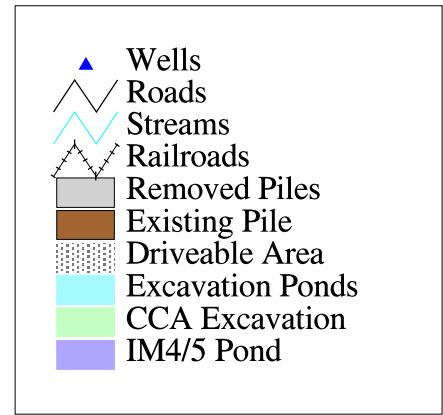 Wells
Roads
Streams
Railroads
Removed Piles
Existing Pile
Driveable Area
Excavation Ponds
CCA Excavation
IM4/5 Pond